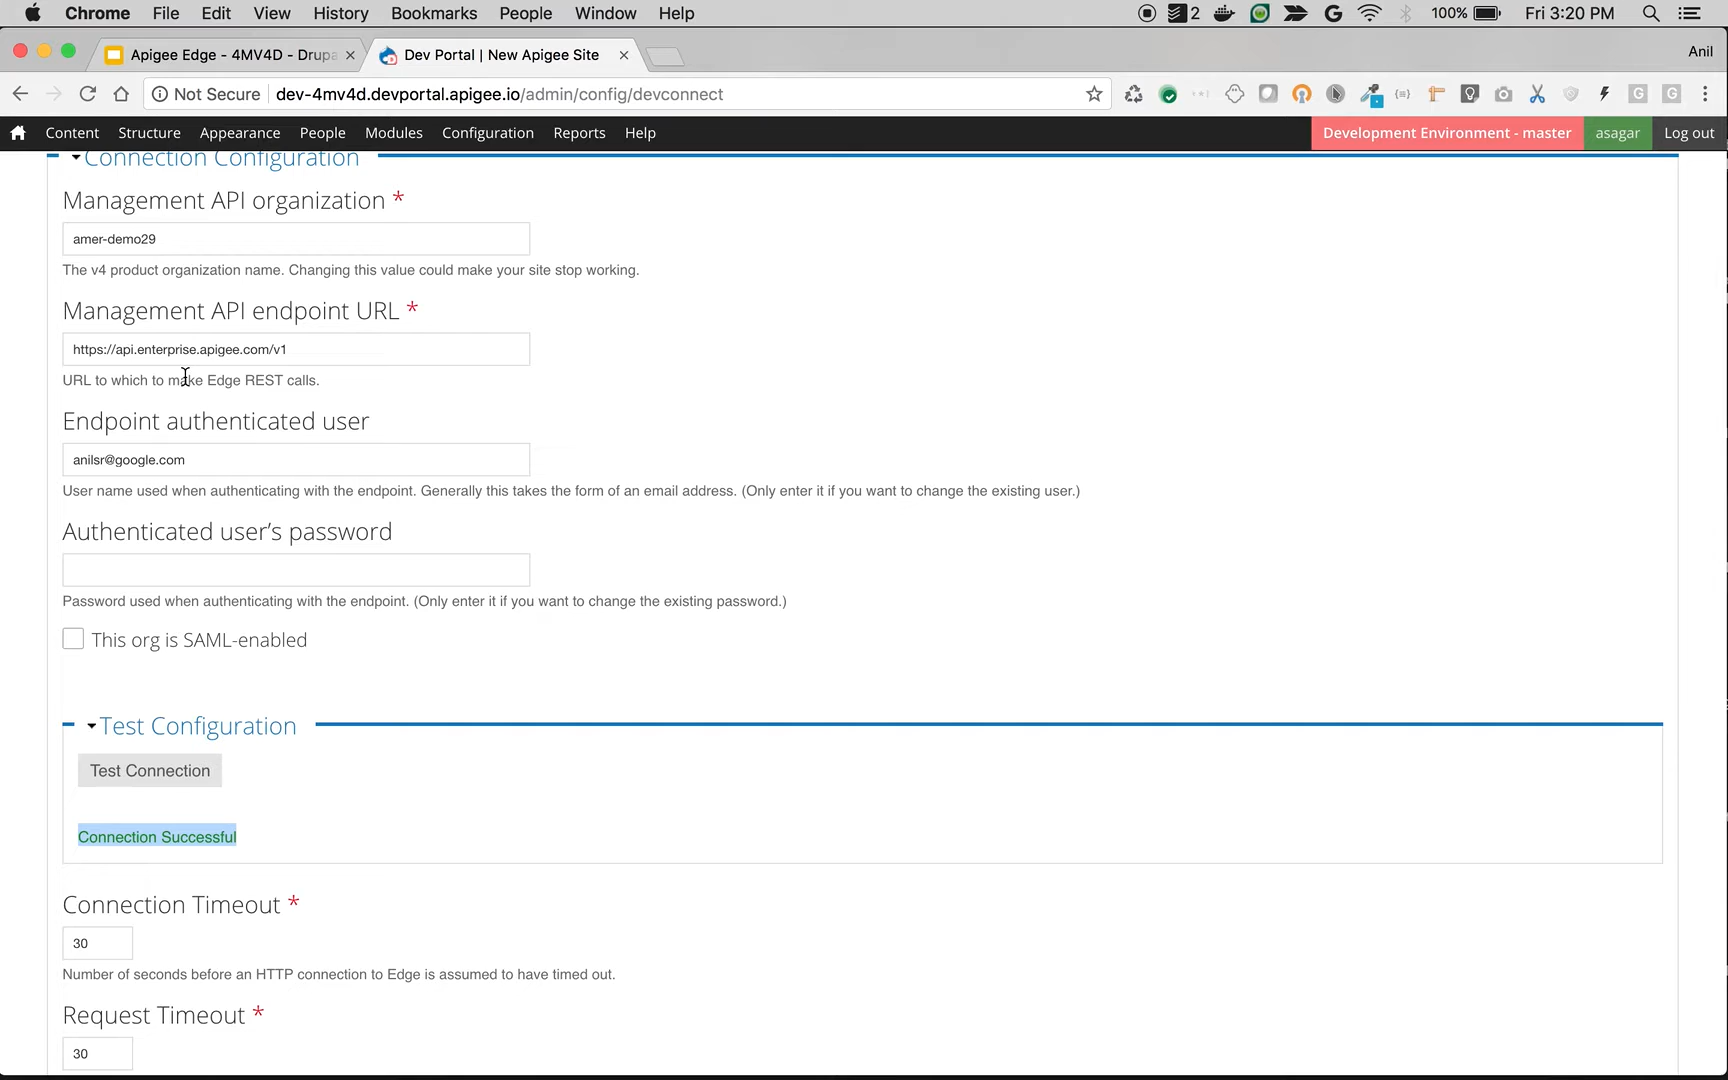 Chrome File Edit View History Bookmarks People Window Help 2 G 100% Fri 3:20 PM
Apigee Edge - 4MV4D - Drupa × Dev Portal | New Apigee Site × Anil
Not Secure dev-4mv4d.devportal.apigee.io/admin/config/devconnect
Content Structure Appearance People Modules Configuration Reports Help Development Environment - master asagar Log out
Connection Configuration
Management API organization *
amer-demo29
The v4 product organization name. Changing this value could make your site stop working.
Management API endpoint URL *
https://api.enterprise.apigee.com/v1
URL to which to make Edge REST calls.
Endpoint authenticated user
anilsr@google.com
User name used when authenticating with the endpoint. Generally this takes the form of an email address. (Only enter it if you want to change the existing user.)
Authenticated user’s password
Password used when authenticating with the endpoint. (Only enter it if you want to change the existing password.)
This org is SAML-enabled
Test Configuration
Test Connection
Connection Successful
Connection Timeout *
30
Number of seconds before an HTTP connection to Edge is assumed to have timed out.
Request Timeout *
30